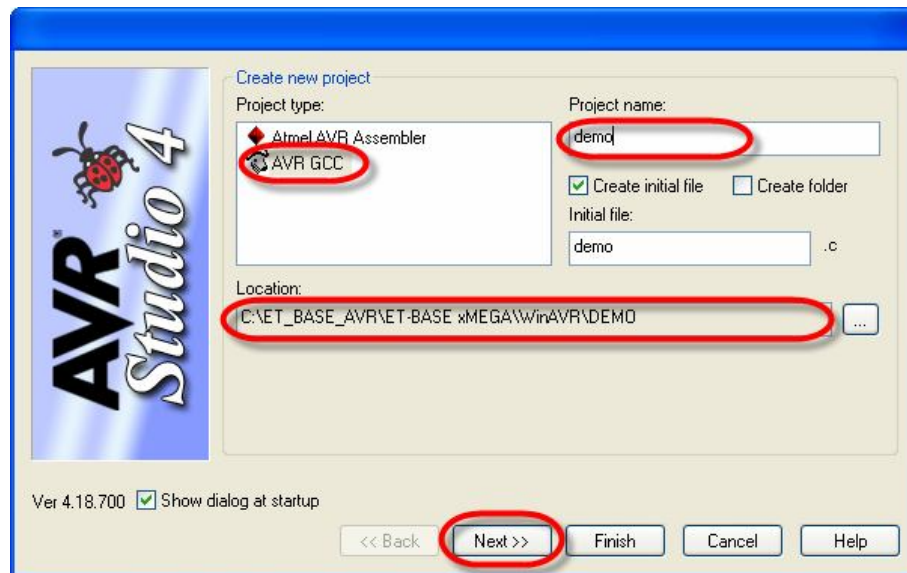 AVR
Studio 4
Create new project
Project type:
Atmel AVR Assembler
AVR GCC
Project name:
demo
Create initial file
Create folder
Initial file:
demo
.c
Location:
C:\ET_BASE_AVR\ET-BASE xMEGA\WinAVR\DEMO
...
Ver 4.18.700
Show dialog at startup
<< Back
Next >>
Finish
Cancel
Help